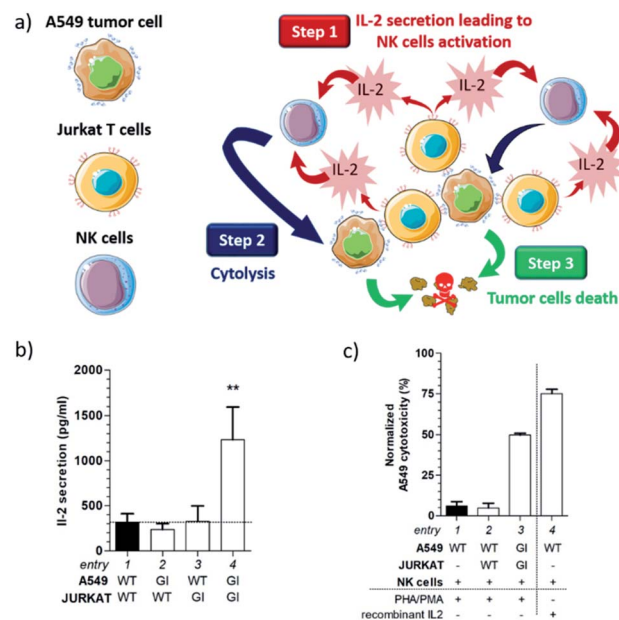 a)
A549 tumor cell
Jurkat T cells
NK cells
Step 1
IL-2 secretion leading to
NK cells activation
IL-2
IL-2
IL-2
IL-2
Step 2
Cytolysis
Step 3
Tumor cells death
b)
Il-2 secretion (pg/ml)
2000
1500
1000
500
0
**
entry 1 2 3 4
A549 WT GI WT GI
JURKAT WT WT GI GI
c)
Normalized
A549 cytotoxicity (%)
100
75
50
25
0
entry 1 2 3 4
A549 WT WT GI WT
JURKAT - WT GI -
NK cells + + + +
PHA/PMA + + + -
recombinant IL2 - - - +